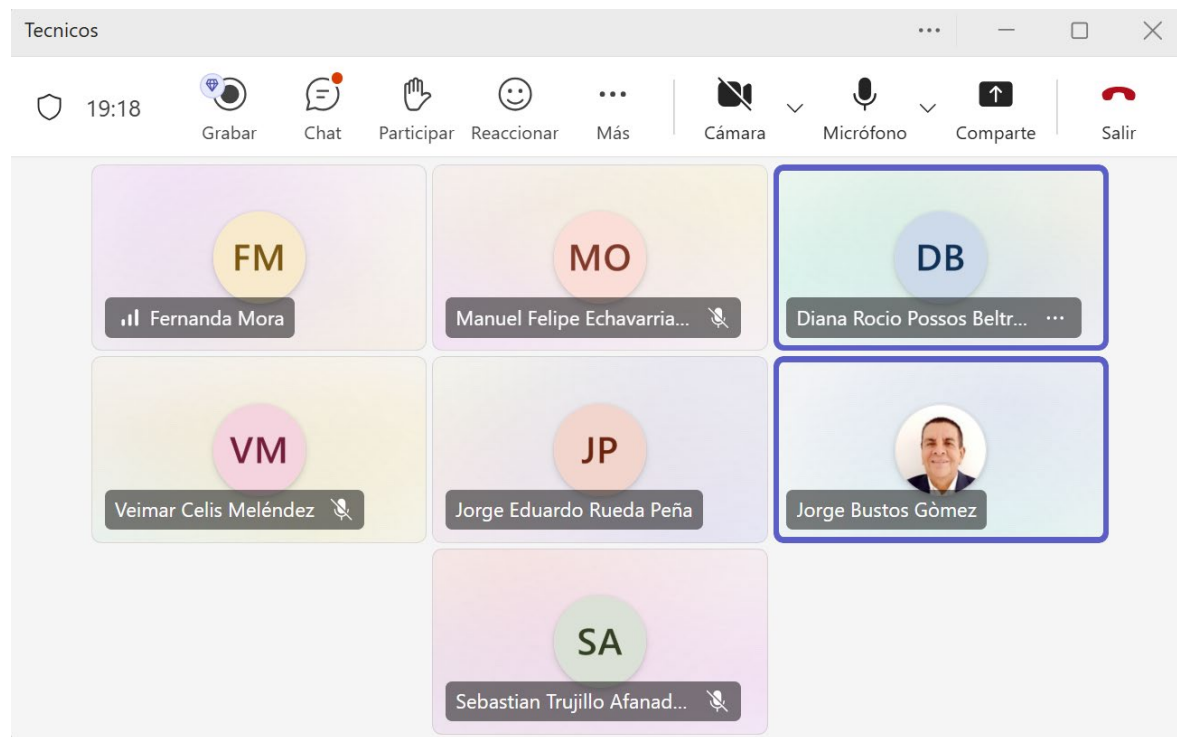 Tecnicos
19:18
Grabar
Chat
Participar
Reaccionar
Más
Cámara
Micrófono
Comparte
Salir
FM
Fernanda Mora
MO
Manuel Felipe Echavarria...
DB
Diana Rocio Possos Beltr...
VM
Veimar Celis Meléndez
JP
Jorge Eduardo Rueda Peña
Jorge Bustos Gòmez
SA
Sebastian Trujillo Afanad...